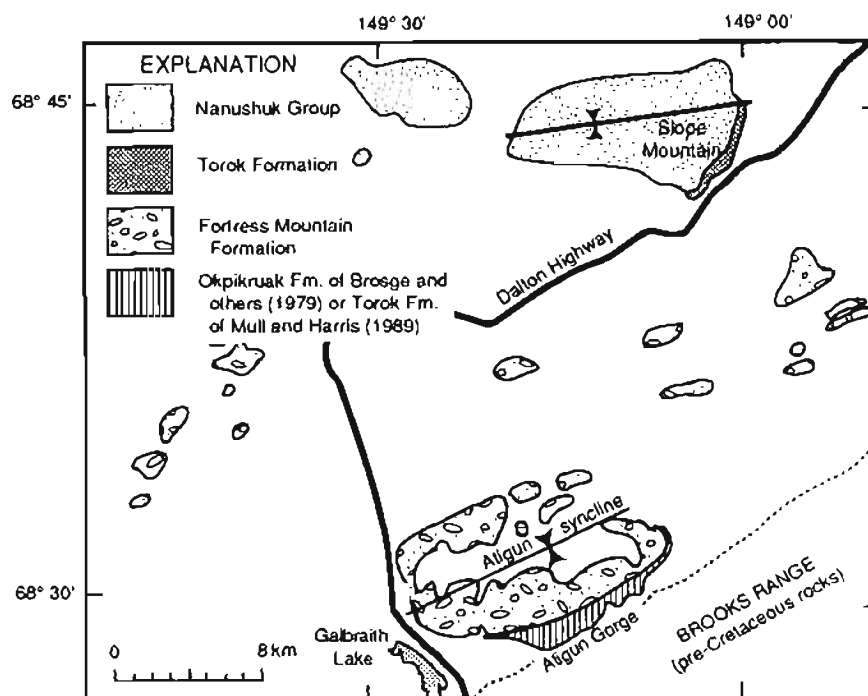 149° 30'
149° 00'
68° 45'
EXPLANATION
Nanushuk Group
Torok Formation
Fortress Mountain
Formation
Okpikruak Fm. of Brosge and
others (1979) or Torok Fm.
of Mull and Harris (1989)
Slope
Mountain
Dalton Highway
Atigun syncline
68° 30'
0
8 km
Galbraith
Lake
Atigun Gorge
BROOKS RANGE
(pre-Cretaceous rocks)